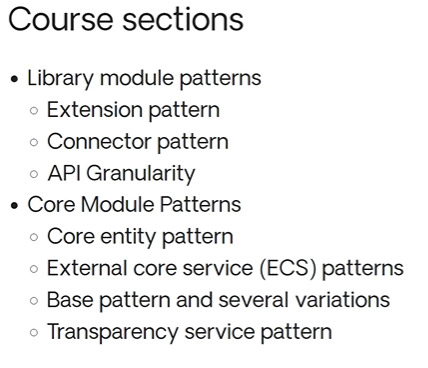 Course sections
• Library module patterns
○ Extension pattern
○ Connector pattern
○ API Granularity
• Core Module Patterns
○ Core entity pattern
○ External core service (ECS) patterns
○ Base pattern and several variations
○ Transparency service pattern